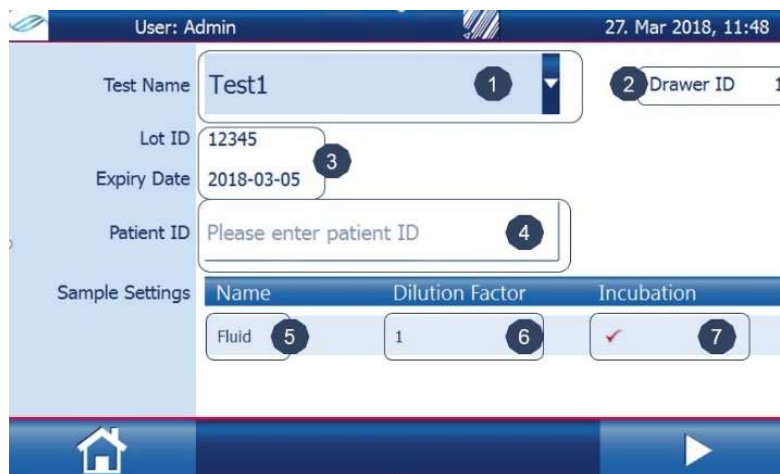 User: Admin 27. Mar 2018, 11:48
Test Name Test1 1 2 Drawer ID 1
Lot ID 12345
3
Expiry Date 2018-03-05
Patient ID Please enter patient ID 4
Sample Settings Name Dilution Factor Incubation
Fluid 5 1 6 7